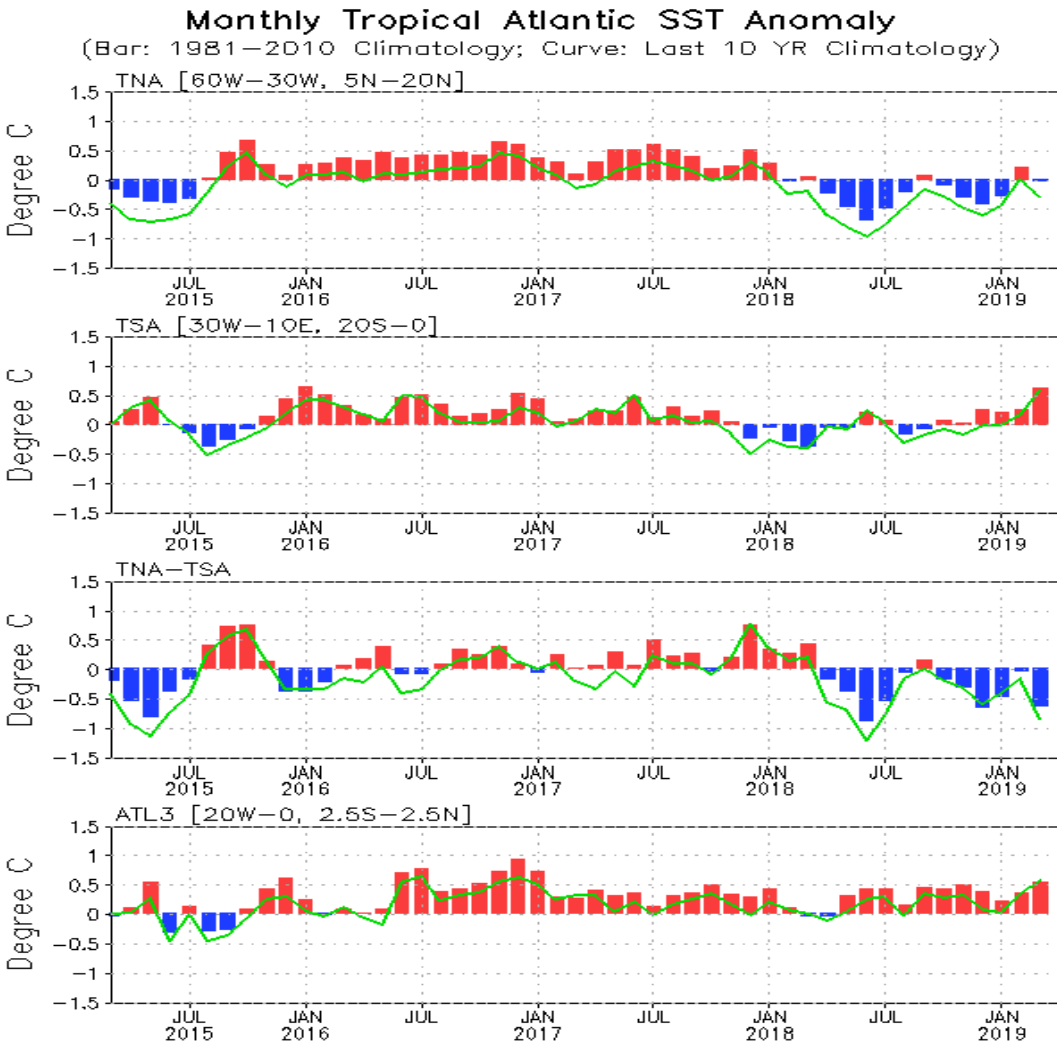 Monthly Tropical Atlantic SST Anomaly
(Bar: 1981-2010 Climatology; Curve: Last 10 YR Climatology)
TNA [60W-30W, 5N-20N]
Degree C
1.5
1
0.5
0
-0.5
-1
-1.5
JUL JAN JUL JAN JUL JAN JUL JAN
2015 2016 2017 2018 2019
TSA [30W-10E, 20S-0]
Degree C
1.5
1
0.5
0
-0.5
-1
-1.5
JUL JAN JUL JAN JUL JAN JUL JAN
2015 2016 2017 2018 2019
TNA-TSA
Degree C
1.5
1
0.5
0
-0.5
-1
-1.5
JUL JAN JUL JAN JUL JAN JUL JAN
2015 2016 2017 2018 2019
ATL3 [20W-0, 2.5S-2.5N]
Degree C
1.5
1
0.5
0
-0.5
-1
-1.5
JUL JAN JUL JAN JUL JAN JUL JAN
2015 2016 2017 2018 2019